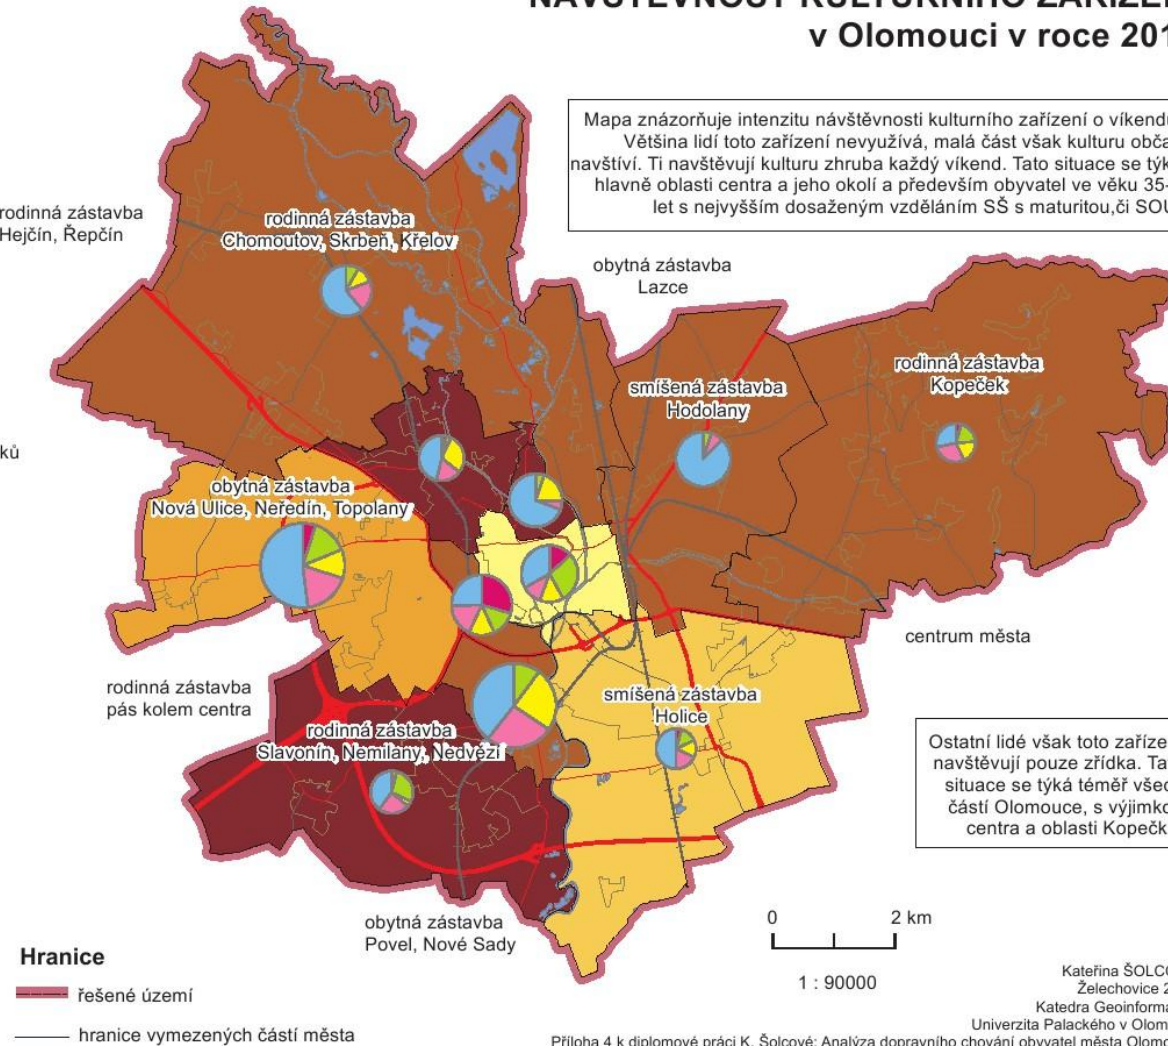 v Olomouci v roce 201
Mapa znázorňuje intenzitu návštěvnosti kulturního zařízení o víkendu
Většina lidí toto zařízení nevyužívá, malá část však kulturu obča
navštíví. Ti navštěvují kulturu zhruba každý víkend. Tato situace se týk
hlavně oblasti centra a jeho okolí a především obyvatel ve věku 35-
let s nejvyšším dosaženým vzděláním SŠ s maturitou,či SOU
rodinná zástavba
Hejčín, Řepčín
rodinná zástavba
Chomoutov, Skrbeň, Křelov
obytná zástavba
Lazce
rodinná zástavba
Kopeček
smíšená zástavba
Hodolany
ků
obytná zástavba
Nová Ulice, Neředín, Topolany
centrum města
rodinná zástavba
pás kolem centra
smíšená zástavba
Holice
rodinná zástavba
Slavonín, Nemilany, Nedvězí
Ostatní lidé však toto zaříze
navštěvují pouze zřídka. Ta
situace se týká téměř všec
částí Olomouce, s výjimko
centra a oblasti Kopečk
obytná zástavba
Povel, Nové Sady
0 2 km
1 : 90000
Hranice
řešené území
hranice vymezených částí města
Kateřina ŠOLCO
Želechovice 2
Katedra Geoinforma
Univerzita Palackého v Olom
Příloha 4 k diplomové práci K. Šolcové: Analýza dopravního chování obyvatel města Olomo